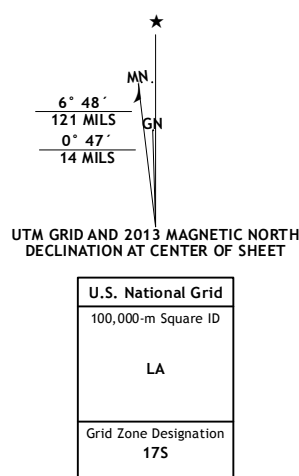 MN.
6° 48´
121 MILS
GN
0° 47´
14 MILS
UTM GRID AND 2013 MAGNETIC NORTH
DECLINATION AT CENTER OF SHEET
U.S. National Grid
100,000-m Square ID
LA
Grid Zone Designation
17S